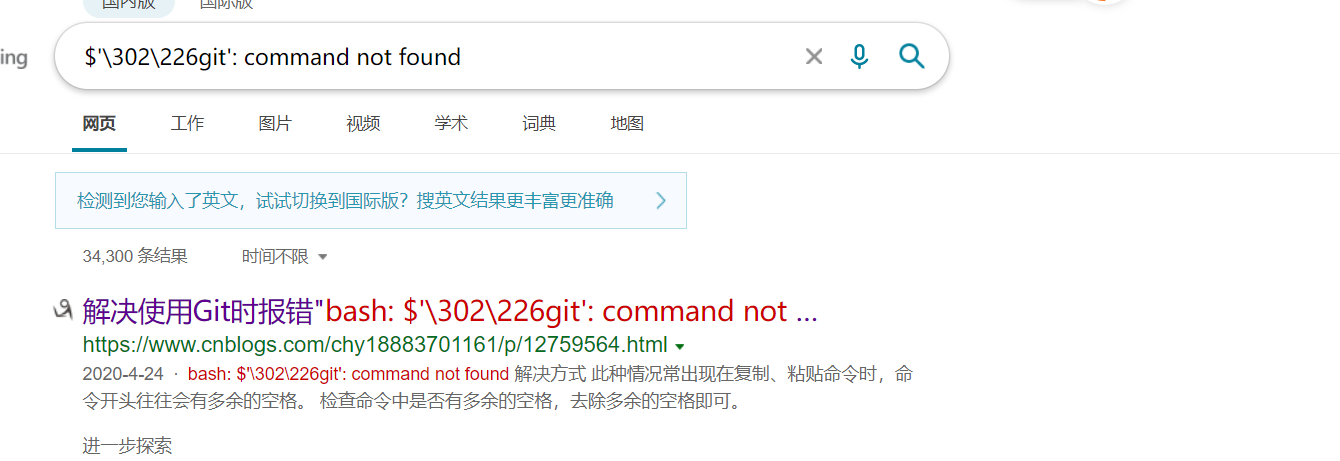 国内版 国际版
ing
$'\302\226git': command not found
网页 工作 图片 视频 学术 词典 地图
检测到您输入了英文，试试切换到国际版？搜英文结果更丰富更准确
34,300 条结果 时间不限
解决使用Git时报错"bash: $'\302\226git': command not ...
https://www.cnblogs.com/chy18883701161/p/12759564.html
2020-4-24 · bash: $'\302\226git': command not found 解决方式 此种情况常出现在复制、粘贴命令时，命
令开头往往会有多余的空格。 检查命令中是否有多余的空格，去除多余的空格即可。
进一步探索